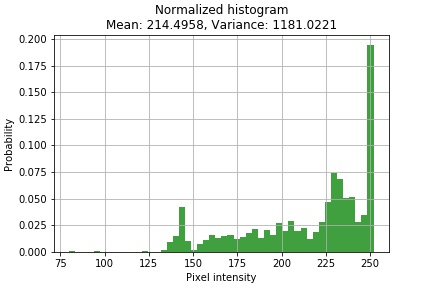 Normalized histogram
Mean: 214.4958, Variance: 1181.0221
0.200
0.175
0.150
0.125
0.100
0.075
0.050
0.025
0.000
Probability
75 100 125 150 175 200 225 250
Pixel intensity